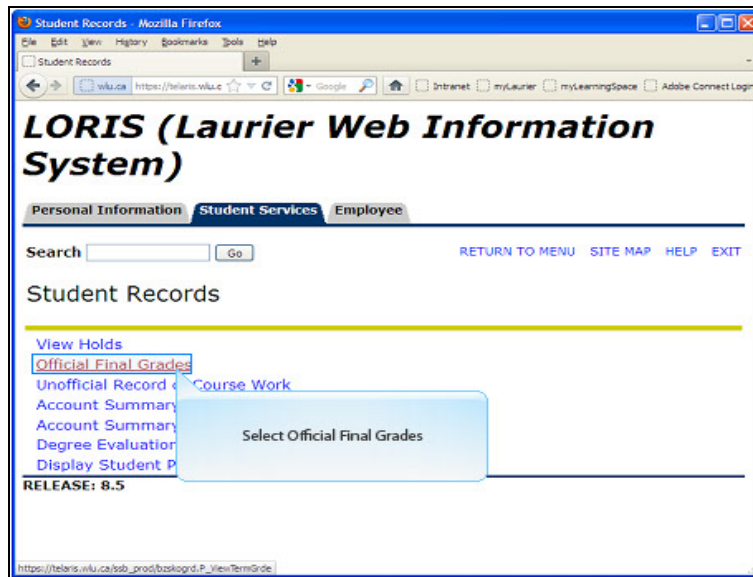 Student Records - Mozilla Firefox
File Edit View History Bookmarks Tools Help
Student Records
wlu.ca https://telaris.wlu.c Google Intranet myLaurier myLearningSpace Adobe Connect Login
LORIS (Laurier Web Information
System)
Personal Information Student Services Employee
Search Go RETURN TO MENU SITE MAP HELP EXIT
Student Records
View Holds
Official Final Grades
Unofficial Record Course Work
Account Summary
Account Summary
Degree Evaluation
Display Student P
Select Official Final Grades
RELEASE: 8.5
https://telaris.wlu.ca/ssb_prod/bzskogrd.P_ViewTermGrde